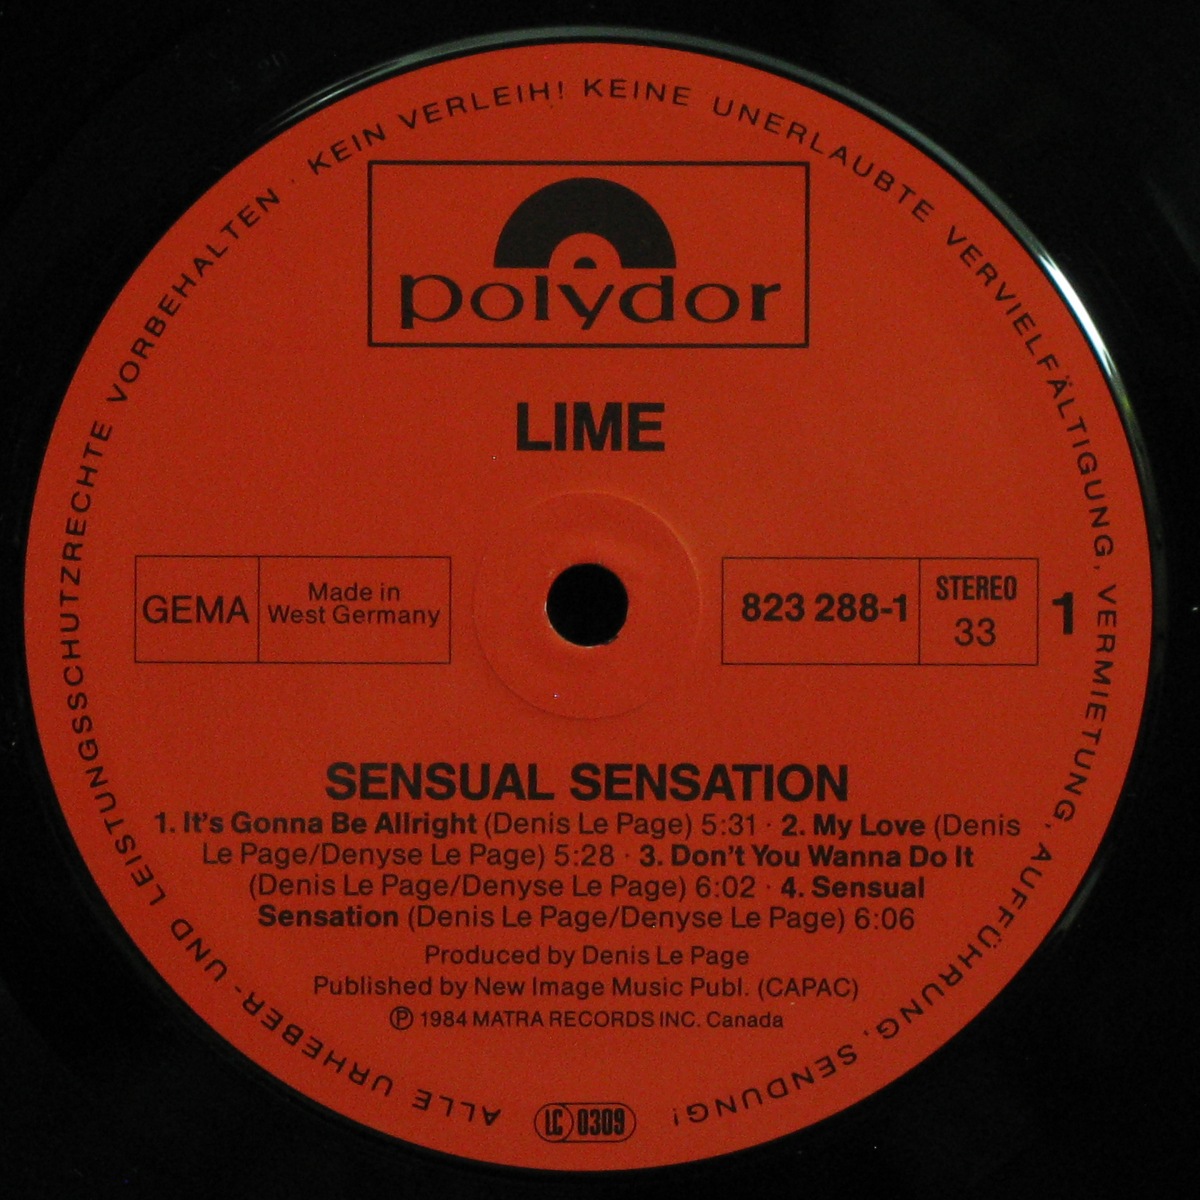 ALLE URHEBER- UND LEISTUNGSSCHUTZRECHTE VORBEHALTEN · KEIN VERLEIH! KEINE UNERLAUBTE VERVIELFÄLTIGUNG, VERMIETUNG, AUFFÜHRUNG, SENDUNG!
polydor
LIME
GEMA
Made in
West Germany
823 288-1
STEREO
33
1
SENSUAL SENSATION
1. It's Gonna Be Allright (Denis Le Page) 5:31 · 2. My Love (Denis
Le Page/Denyse Le Page) 5:28 · 3. Don't You Wanna Do It
(Denis Le Page/Denyse Le Page) 6:02 · 4. Sensual
Sensation (Denis Le Page/Denyse Le Page) 6:06
Produced by Denis Le Page
Published by New Image Music Publ. (CAPAC)
℗ 1984 MATRA RECORDS INC. Canada
LC 0309